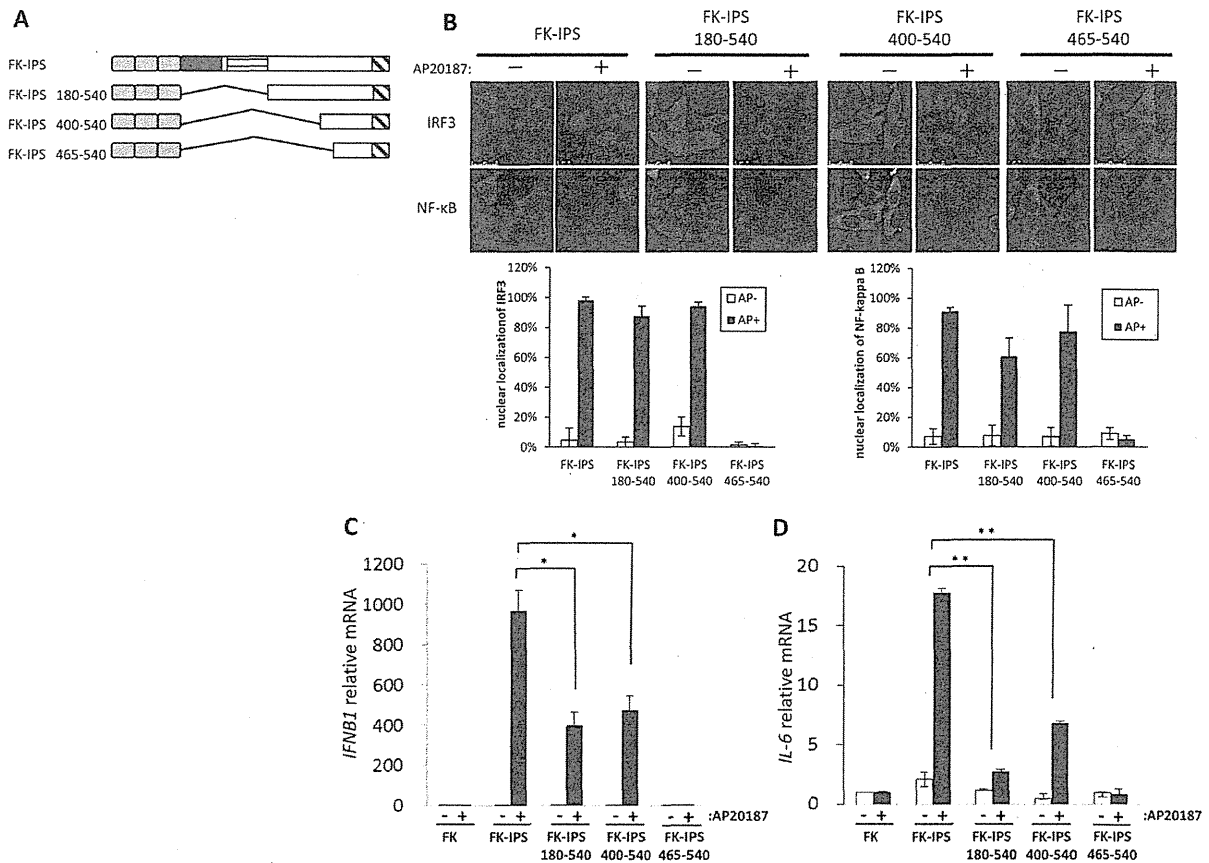 A
FK-IPS
FK-IPS 180-540
FK-IPS 400-540
FK-IPS 465-540
B
FK-IPS
FK-IPS 180-540
FK-IPS 400-540
FK-IPS 465-540
AP20187: − + − + − + − +
IRF3
NF-κB
nuclear localization of IRF3
120%
100%
80%
60%
40%
20%
0%
AP-
AP+
FK-IPS
FK-IPS 180-540
FK-IPS 400-540
FK-IPS 465-540
nuclear localization of NF-keppa B
120%
100%
80%
60%
40%
20%
0%
AP-
AP+
FK-IPS
FK-IPS 180-540
FK-IPS 400-540
FK-IPS 465-540
C
IFNB1 relative mRNA
1200
1000
800
600
400
200
0
*
*
- + - + - + - + - + :AP20187
FK
FK-IPS
FK-IPS 180-540
FK-IPS 400-540
FK-IPS 465-540
D
IL-6 relative mRNA
20
15
10
5
0
**
**
- + - + - + - + - + :AP20187
FK
FK-IPS
FK-IPS 180-540
FK-IPS 400-540
FK-IPS 465-540